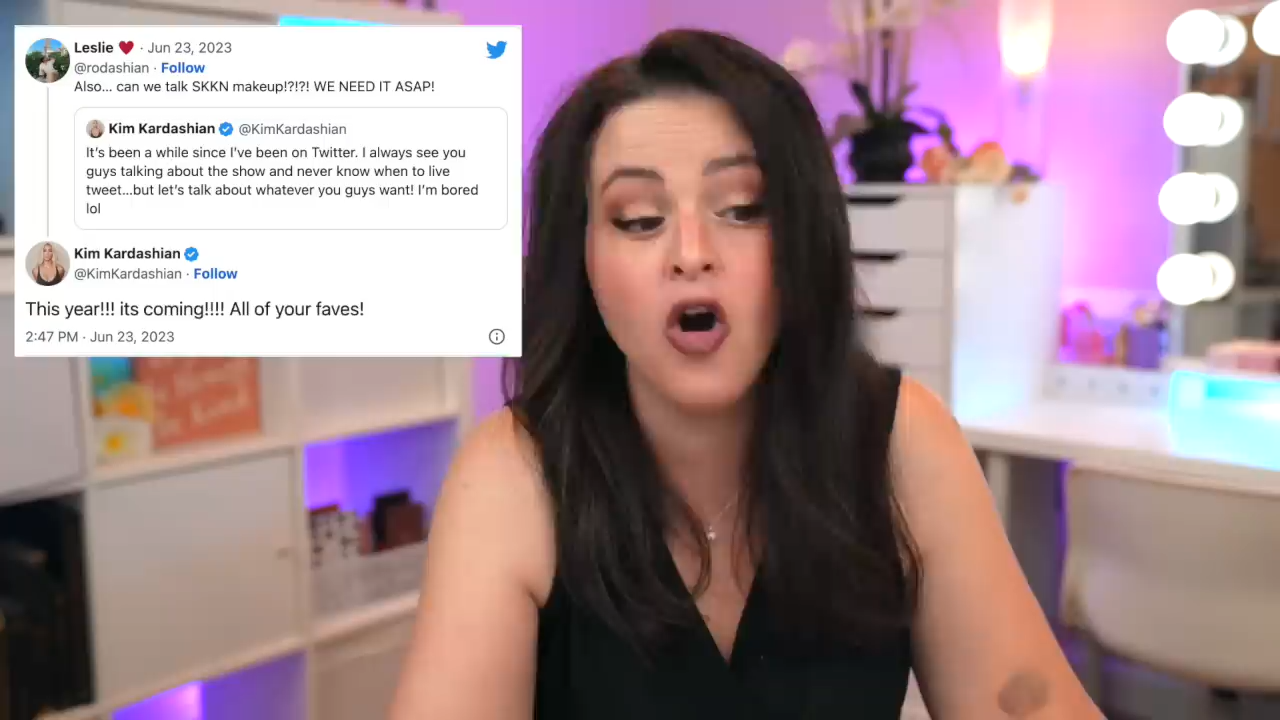 Leslie ❤️ · Jun 23, 2023
@rodashian · Follow
Also... can we talk SKKN makeup!?!?! WE NEED IT ASAP!
Kim Kardashian @KimKardashian
It's been a while since I've been on Twitter. I always see you
guys talking about the show and never know when to live
tweet...but let's talk about whatever you guys want! I'm bored
lol
Kim Kardashian
@KimKardashian · Follow
This year!!! its coming!!!! All of your faves!
2:47 PM · Jun 23, 2023
be kind